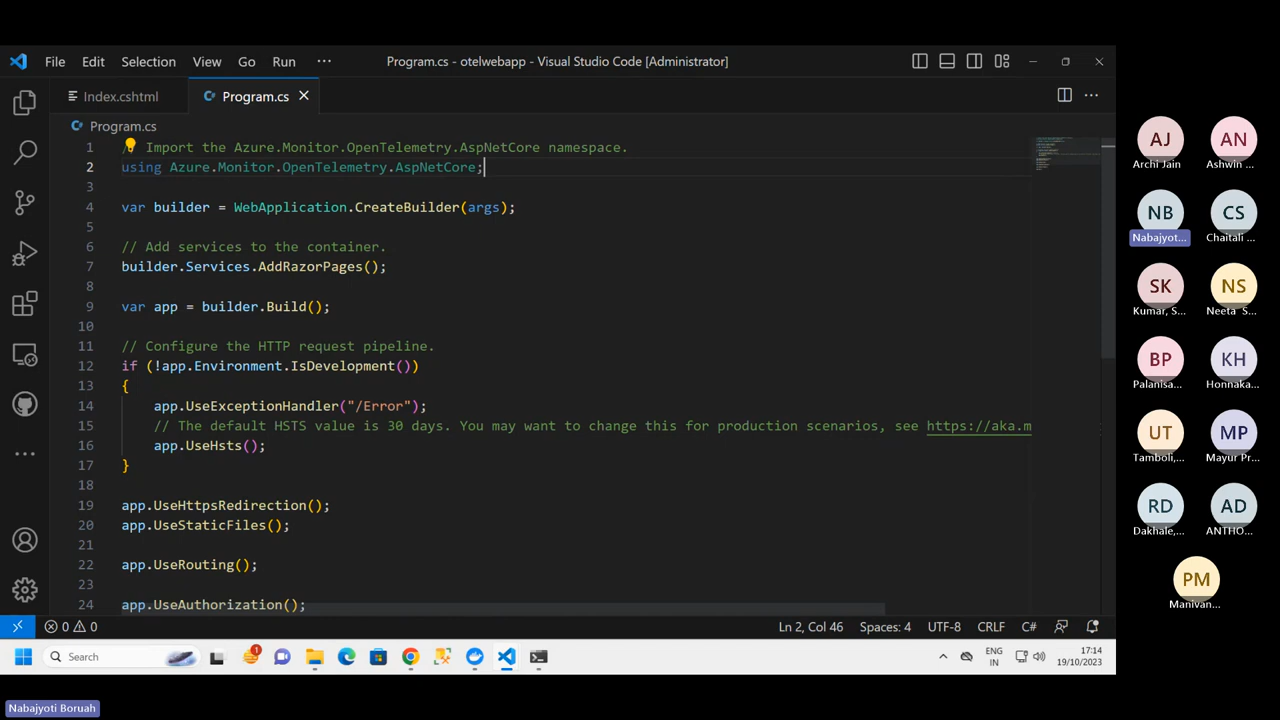 File Edit Selection View Go Run ··· Program.cs - otelwebapp - Visual Studio Code [Administrator]
Index.cshtml Program.cs
Program.cs
1 // Import the Azure.Monitor.OpenTelemetry.AspNetCore namespace.
2 using Azure.Monitor.OpenTelemetry.AspNetCore;
3
4 var builder = WebApplication.CreateBuilder(args);
5
6 // Add services to the container.
7 builder.Services.AddRazorPages();
8
9 var app = builder.Build();
10
11 // Configure the HTTP request pipeline.
12 if (!app.Environment.IsDevelopment())
13 {
14 app.UseExceptionHandler("/Error");
15 // The default HSTS value is 30 days. You may want to change this for production scenarios, see https://aka.m
16 app.UseHsts();
17 }
18
19 app.UseHttpsRedirection();
20 app.UseStaticFiles();
21
22 app.UseRouting();
23
24 app.UseAuthorization();
0 0 Ln 2, Col 46 Spaces: 4 UTF-8 CRLF C#
Search 1 ENG IN 17:14 19/10/2023
AJ AN
Archi Jain Ashwin ...
NB CS
Nabajyot... Chaitali ...
SK NS
Kumar, S... Neeta S...
BP KH
Palanisa... Honnaka...
UT MP
Tamboli,... Mayur Pr...
RD AD
Dakhale,... ANTHO...
PM
Manivan...
Nabajyoti Boruah